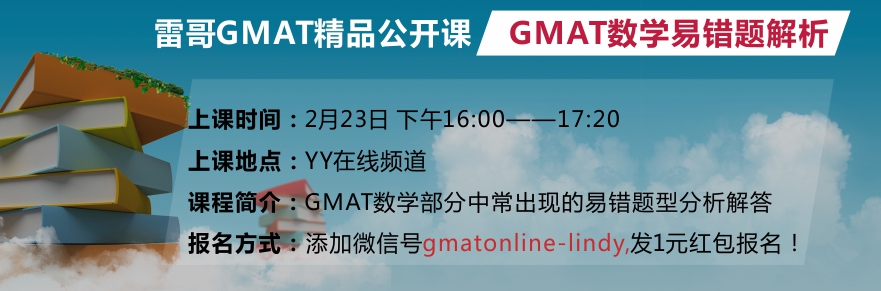 雷哥GMAT精品公开课 GMAT数学易错题解析
上课时间：2月23日 下午16:00——17:20
上课地点：YY在线频道
课程简介：GMAT数学部分中常出现的易错题型分析解答
报名方式：添加微信号gmatonline-lindy,发1元红包报名！